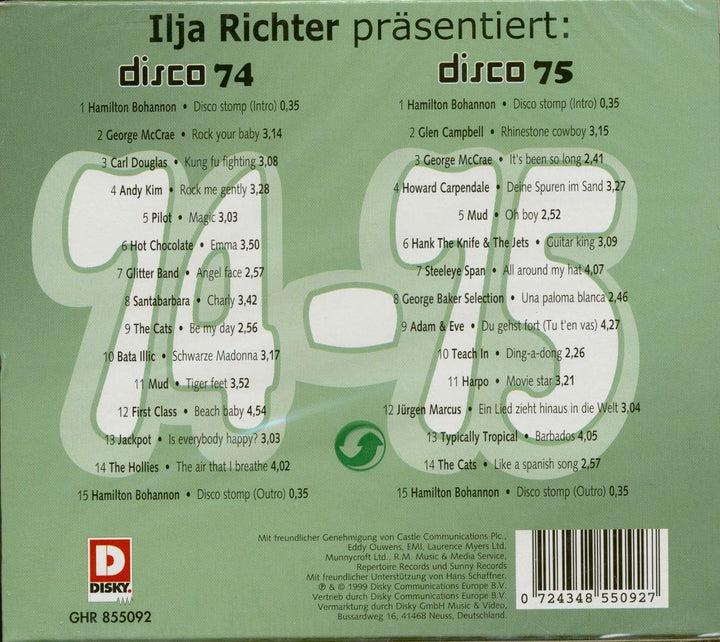 Ilja Richter präsentiert:
disco 74
1 Hamilton Bohannon • Disco stomp (Intro) 0,35
2 George McCrae • Rock your baby 3,14
3 Carl Douglas • Kung fu fighting 3,08
4 Andy Kim • Rock me gently 3,28
5 Pilot • Magic 3,03
6 Hot Chocolate • Emma 3,50
7 Glitter Band • Angel face 2,57
8 Santabarbara • Charly 3,42
9 The Cats • Be my day 2,56
10 Bata Illic • Schwarze Madonna 3,17
11 Mud • Tiger feet 3,52
12 First Class • Beach baby 4,54
13 Jackpot • Is everybody happy? 3,03
14 The Hollies • The air that I breathe 4,02
15 Hamilton Bohannon • Disco stomp (Outro) 0,35
disco 75
1 Hamilton Bohannon • Disco stomp (Intro) 0,35
2 Glen Campbell • Rhinestone cowboy 3,15
3 George McCrae • It's been so long 2,41
4 Howard Carpendale • Deine Spuren im Sand 3,27
5 Mud • Oh boy 2,52
6 Hank The Knife & The Jets • Guitar king 3,09
7 Steeleye Span • All around my hat 4,07
8 George Baker Selection • Una paloma blanca 2,46
9 Adam & Eve • Du gehst fort (Tu t'en vas) 4,27
10 Teach In • Ding-a-dong 2,26
11 Harpo • Movie star 3,21
12 Jürgen Marcus • Ein Lied zieht hinaus in die Welt 3,04
13 Typically Tropical • Barbados 4,05
14 The Cats • Like a spanish song 2,57
15 Hamilton Bohannon • Disco stomp (Outro) 0,35
74-75
D
DISKY.
GHR 855092
Mit freundlicher Genehmigung von Castle Communications Plc.,
Eddy Ouwens, EMI, Laurence Myers Ltd.
Munnycroft Ltd.. R.M. Music & Media Service,
Repertoire Records und Sunny Records
Mit freundlicher Unterstützung von Hans Schaffner.
℗ & © 1999 Disky Communications Europe B.V.
Vertrieb durch Disky Communications Europe B.V.
Vermarktung durch Disky GmbH Music & Video,
Bussardweg 16, 41468 Neuss, Deutschland.
0 724348 550927